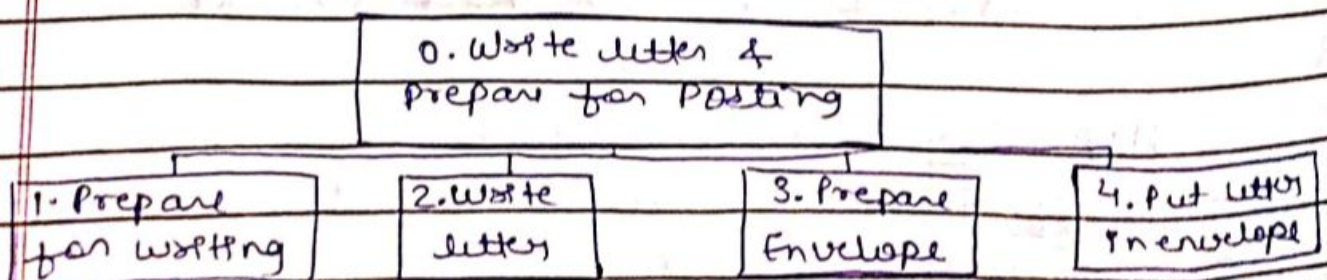 0. Write letter &
Prepare for Posting
1. Prepare
for writing
2. Write
letter
3. Prepare
Envelope
4. Put letter
in envelope